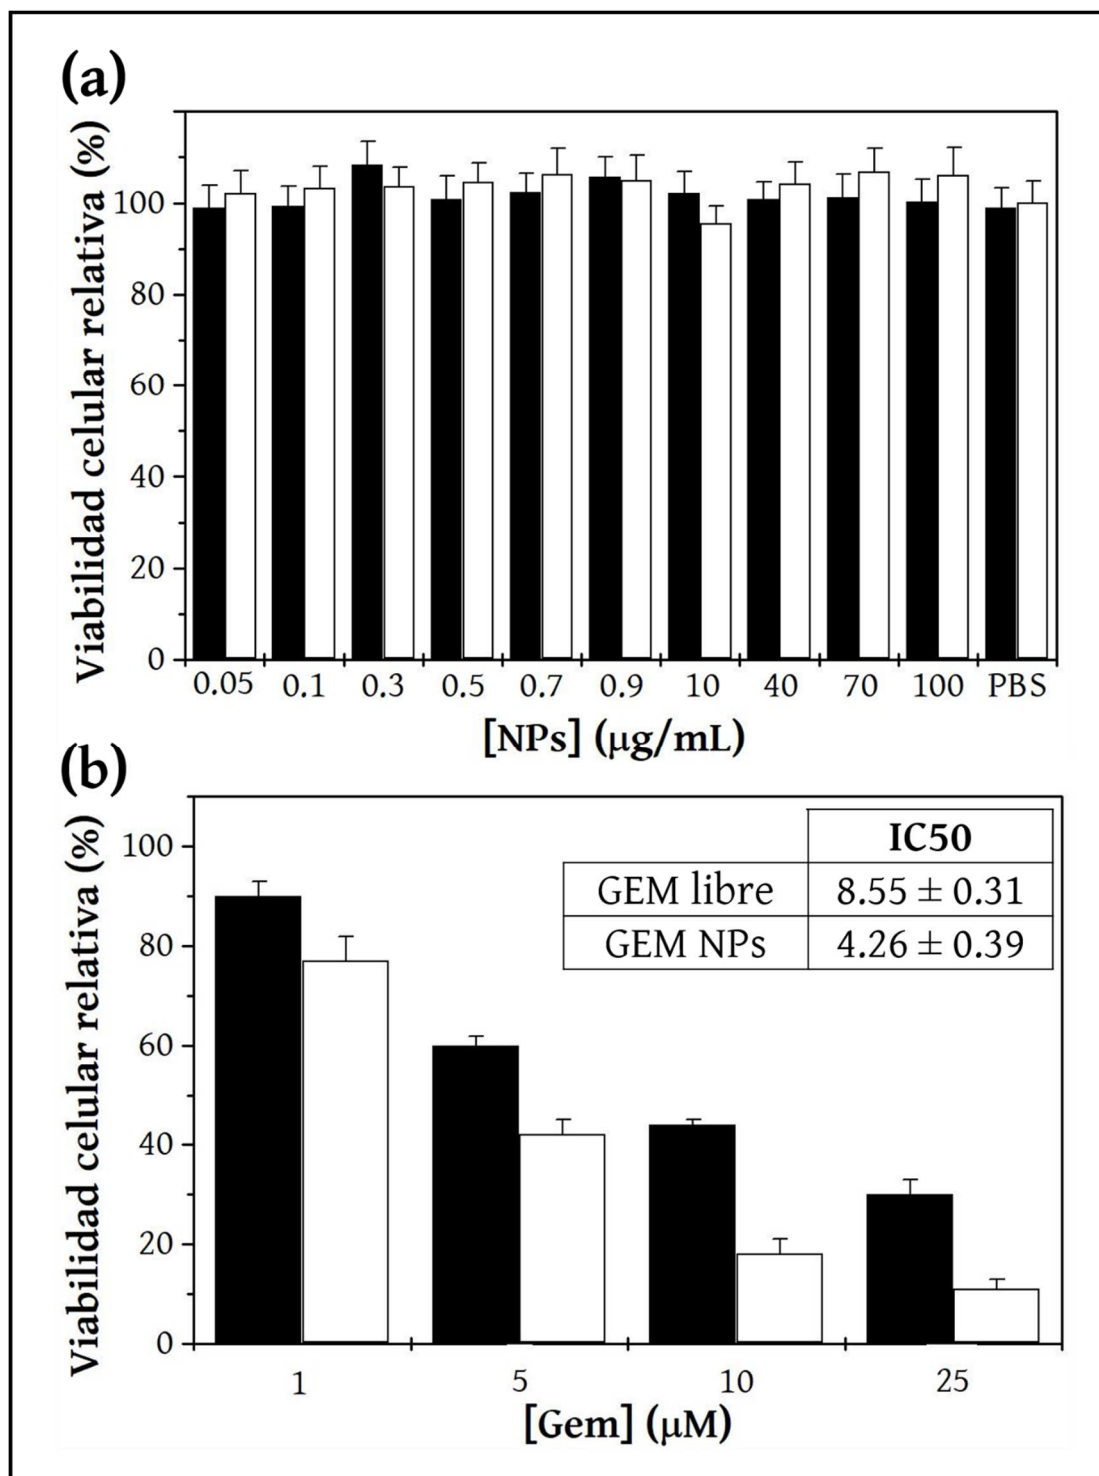 (a)
Viabilidad celular relativa (%)
100
80
60
40
20
0
0.05 0.1 0.3 0.5 0.7 0.9 10 40 70 100 PBS
[NPs] (μg/mL)
(b)
Viabilidad celular relativa (%)
100
80
60
40
20
0
IC50
GEM libre 8.55 ± 0.31
GEM NPs 4.26 ± 0.39
1 5 10 25
[Gem] (μM)